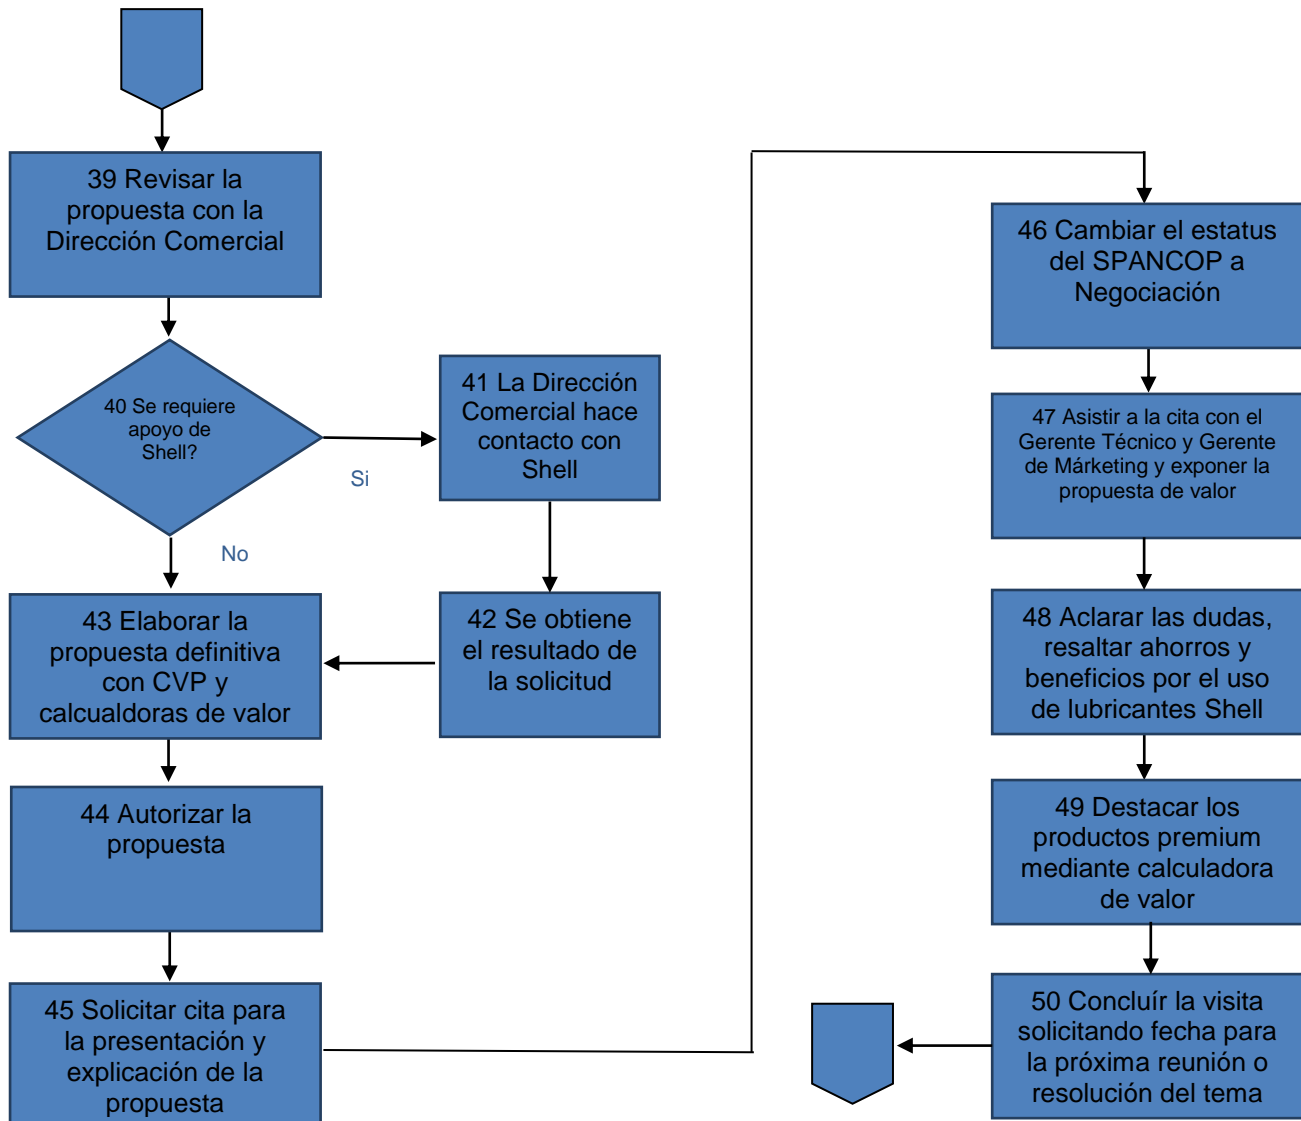 39 Revisar la
propuesta con la
Dirección Comercial
40 Se requiere
apoyo de
Shell?
Si
No
41 La Dirección
Comercial hace
contacto con
Shell
42 Se obtiene
el resultado de
la solicitud
43 Elaborar la
propuesta definitiva
con CVP y
calcualdoras de valor
44 Autorizar la
propuesta
45 Solicitar cita para
la presentación y
explicación de la
propuesta
46 Cambiar el estatus
del SPANCOP a
Negociación
47 Asistir a la cita con el
Gerente Técnico y Gerente
de Márketing y exponer la
propuesta de valor
48 Aclarar las dudas,
resaltar ahorros y
beneficios por el uso
de lubricantes Shell
49 Destacar los
productos premium
mediante calculadora
de valor
50 Concluír la visita
solicitando fecha para
la próxima reunión o
resolución del tema